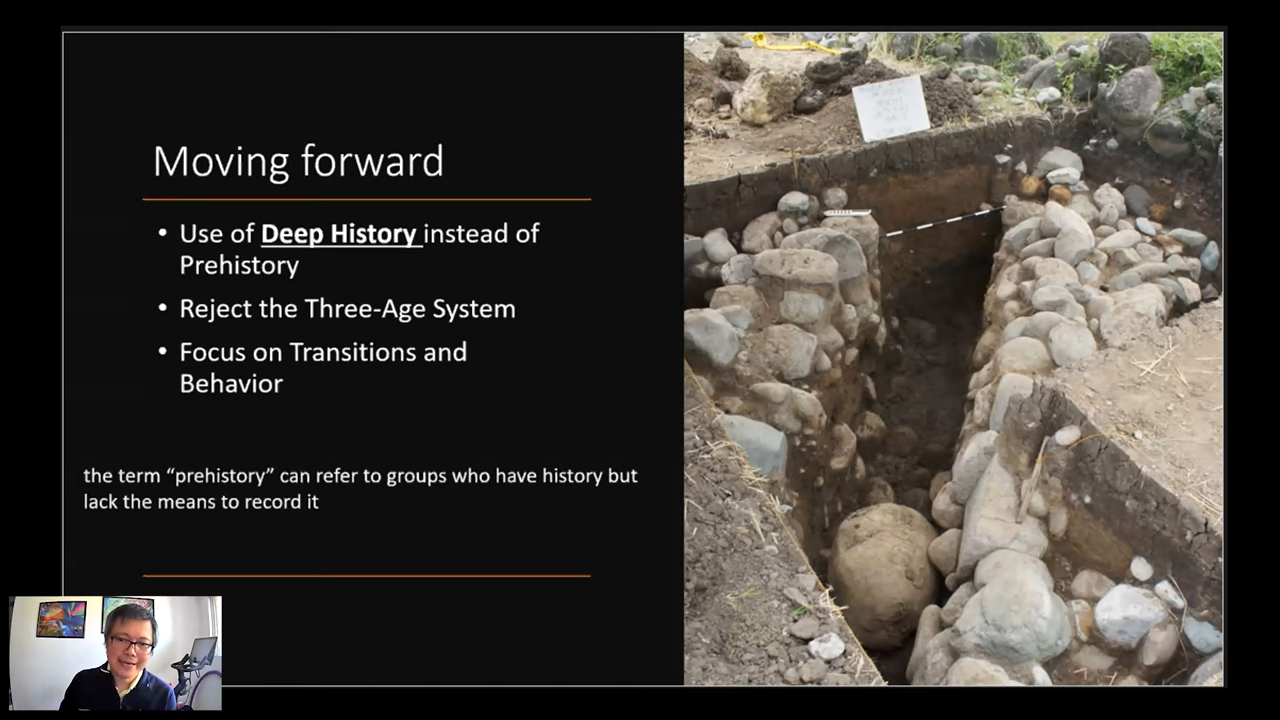 Moving forward
• Use of Deep History instead of
Prehistory
• Reject the Three-Age System
• Focus on Transitions and
Behavior
the term “prehistory” can refer to groups who have history but
lack the means to record it